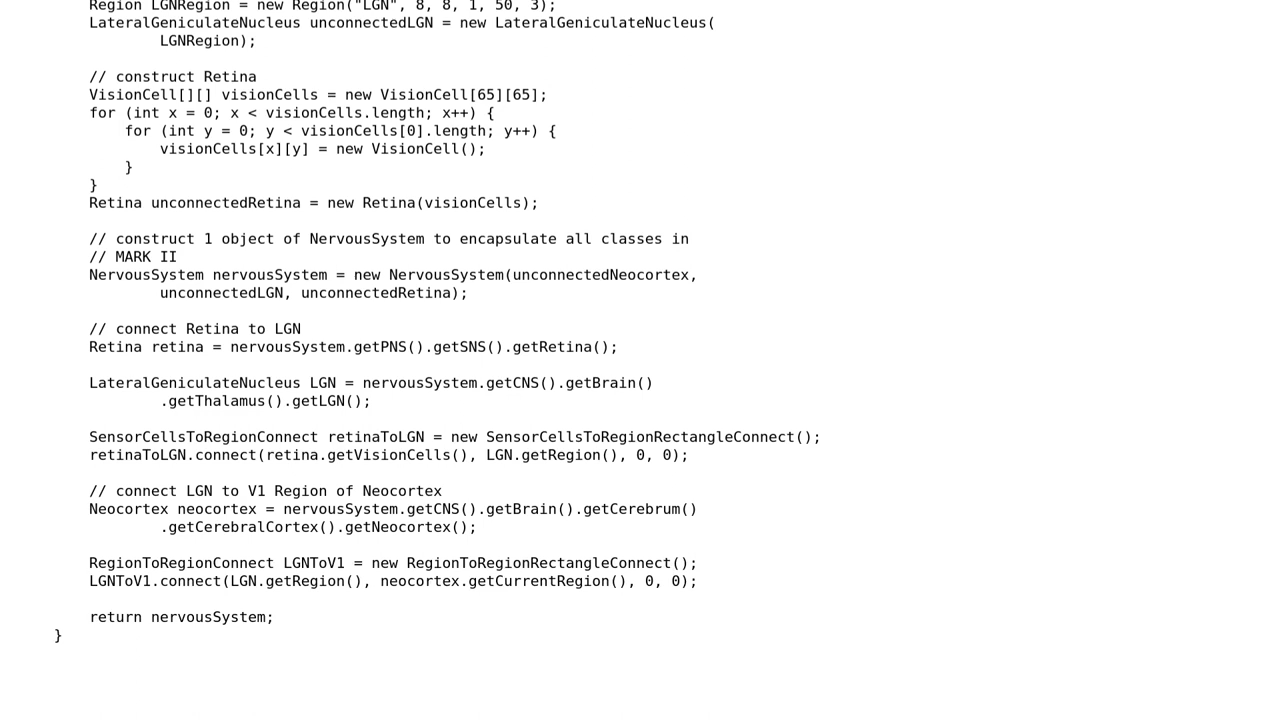 Region LGNRegion = new Region("LGN", 8, 8, 1, 50, 3);
LateralGeniculateNucleus unconnectedLGN = new LateralGeniculateNucleus(
LGNRegion);
// construct Retina
VisionCell[][] visionCells = new VisionCell[65][65];
for (int x = 0; x < visionCells.length; x++) {
for (int y = 0; y < visionCells[0].length; y++) {
visionCells[x][y] = new VisionCell();
}
}
Retina unconnectedRetina = new Retina(visionCells);
// construct 1 object of NervousSystem to encapsulate all classes in
// MARK II
NervousSystem nervousSystem = new NervousSystem(unconnectedNeocortex,
unconnectedLGN, unconnectedRetina);
// connect Retina to LGN
Retina retina = nervousSystem.getPNS().getSNS().getRetina();
LateralGeniculateNucleus LGN = nervousSystem.getCNS().getBrain()
.getThalamus().getLGN();
SensorCellsToRegionConnect retinaToLGN = new SensorCellsToRegionRectangleConnect();
retinaToLGN.connect(retina.getVisionCells(), LGN.getRegion(), 0, 0);
// connect LGN to V1 Region of Neocortex
Neocortex neocortex = nervousSystem.getCNS().getBrain().getCerebrum()
.getCerebralCortex().getNeocortex();
RegionToRegionConnect LGNToV1 = new RegionToRegionRectangleConnect();
LGNToV1.connect(LGN.getRegion(), neocortex.getCurrentRegion(), 0, 0);
return nervousSystem;
}